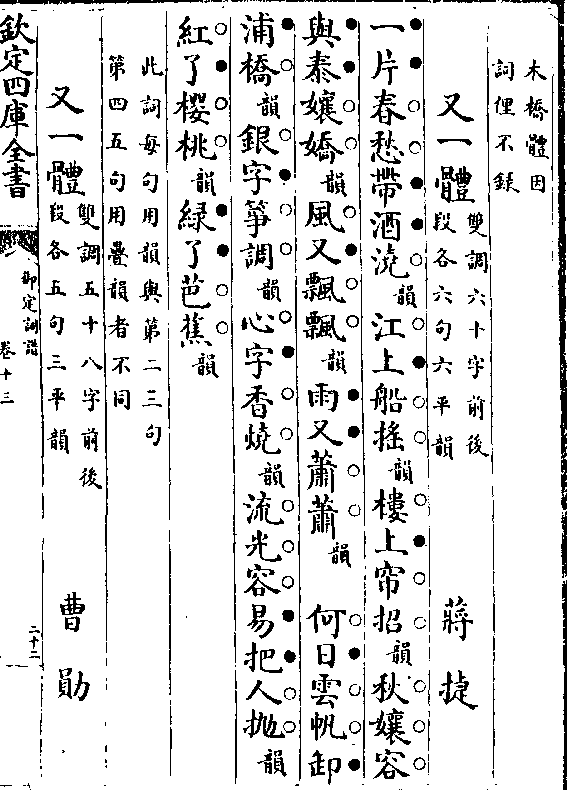 木橋體因
詞俚不錄
又一體 雙調六十字前後
段各六句六平韻 蔣捷
一片春愁帶酒澆韻江上船搖韻樓上帘招韻秋孃容
與泰孃嬌韻風又飄飄韻雨又蕭蕭韻 何日雲帆卸
浦橋韻銀字箏調韻心字香燒韻流光容易把人拋韻
紅了櫻桃韻綠了芭蕉韻
此詞每句用韻與第二三句
第四五句用疊韻者不同
又一體 雙調五十八字前後
段各五句三平韻 曹勛
欽定四庫全書
御定詞譜
卷十三
二十二